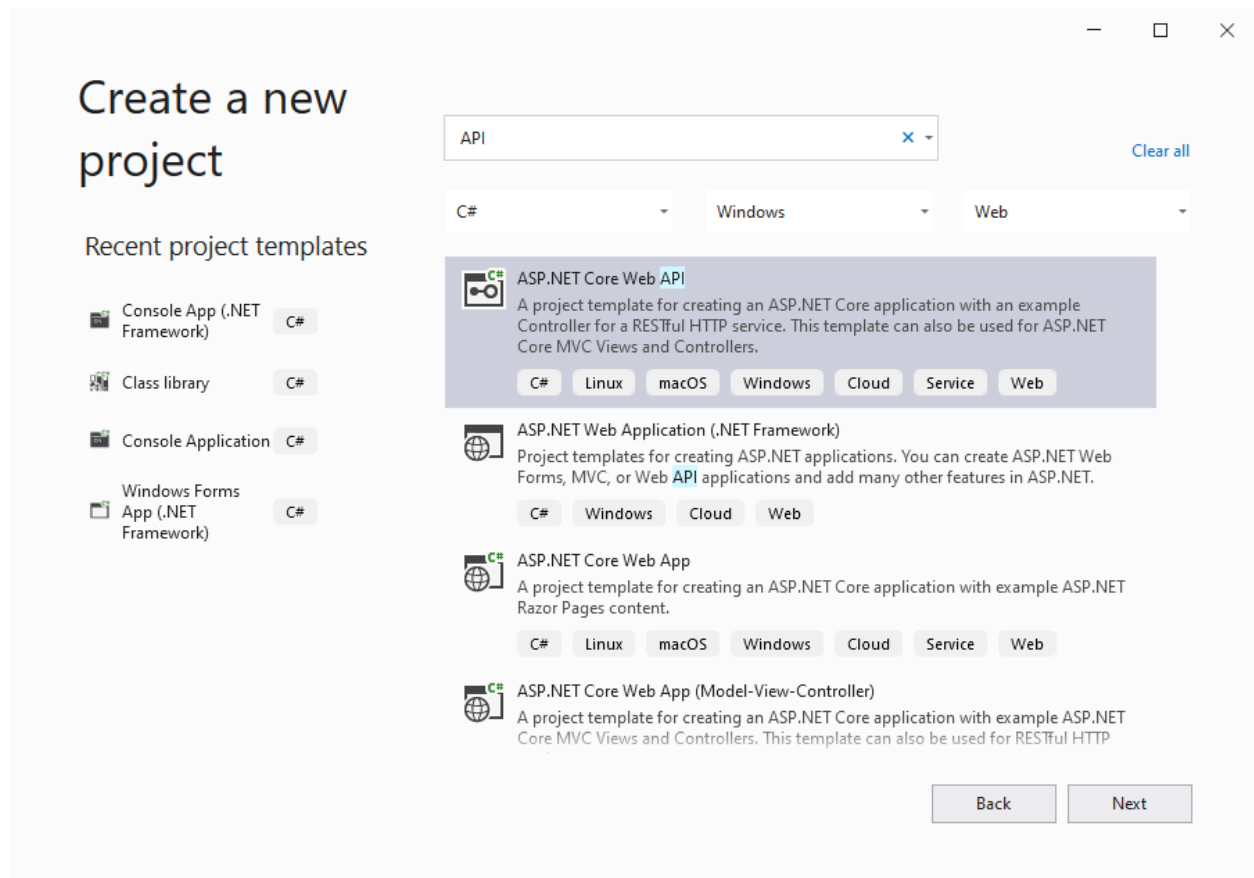 Create a new
project
Recent project templates
Console App (.NET
Framework)
C#
Class library
C#
Console Application
C#
Windows Forms
App (.NET
Framework)
C#
API
Clear all
C#
Windows
Web
ASP.NET Core Web API
A project template for creating an ASP.NET Core application with an example
Controller for a RESTful HTTP service. This template can also be used for ASP.NET
Core MVC Views and Controllers.
C# Linux macOS Windows Cloud Service Web
ASP.NET Web Application (.NET Framework)
Project templates for creating ASP.NET applications. You can create ASP.NET Web
Forms, MVC, or Web API applications and add many other features in ASP.NET.
C# Windows Cloud Web
ASP.NET Core Web App
A project template for creating an ASP.NET Core application with example ASP.NET
Razor Pages content.
C# Linux macOS Windows Cloud Service Web
ASP.NET Core Web App (Model-View-Controller)
A project template for creating an ASP.NET Core application with example ASP.NET
Core MVC Views and Controllers. This template can also be used for RESTful HTTP
Back
Next